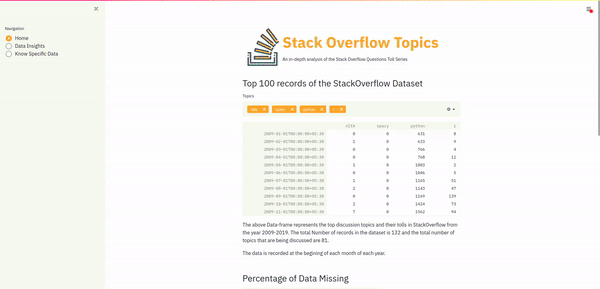 Navigation
Home
Data Insights
Know Specific Data
Stack Overflow Topics
An in-depth analysis of the Stack Overflow Questions Toll Series
Top 100 records of the StackOverflow Dataset
Topics
nltk spacy python r
nltk spacy python r
2009-01-01T00:00:00+05:30 0 0 631 8
2009-02-01T00:00:00+05:30 1 0 633 9
2009-03-01T00:00:00+05:30 0 0 766 4
2009-04-01T00:00:00+05:30 0 0 768 12
2009-05-01T00:00:00+05:30 1 0 1003 2
2009-06-01T00:00:00+05:30 0 0 1046 5
2009-07-01T00:00:00+05:30 1 0 1165 51
2009-08-01T00:00:00+05:30 2 0 1143 47
2009-09-01T00:00:00+05:30 0 0 1169 139
2009-10-01T00:00:00+05:30 2 0 1424 73
2009-11-01T00:00:00+05:30 7 0 1562 94
The above Data-frame represents the top discussion topics and their tolls in StackOverflow from
the year 2009-2019. The total Number of records in the dataset is 132 and the total number of
topics that are being discussed are 81.
The data is recorded at the begining of each month of each year.
Percentage of Data Missing